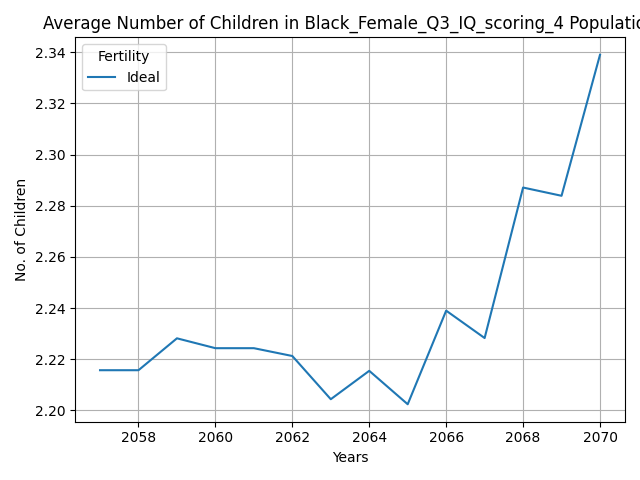 Average Number of Children in Black_Female_Q3_IQ_scoring_4 Populatio
Fertility
Ideal
2.34
2.32
2.30
2.28
2.26
2.24
2.22
2.20
No. of Children
2058 2060 2062 2064 2066 2068 2070
Years